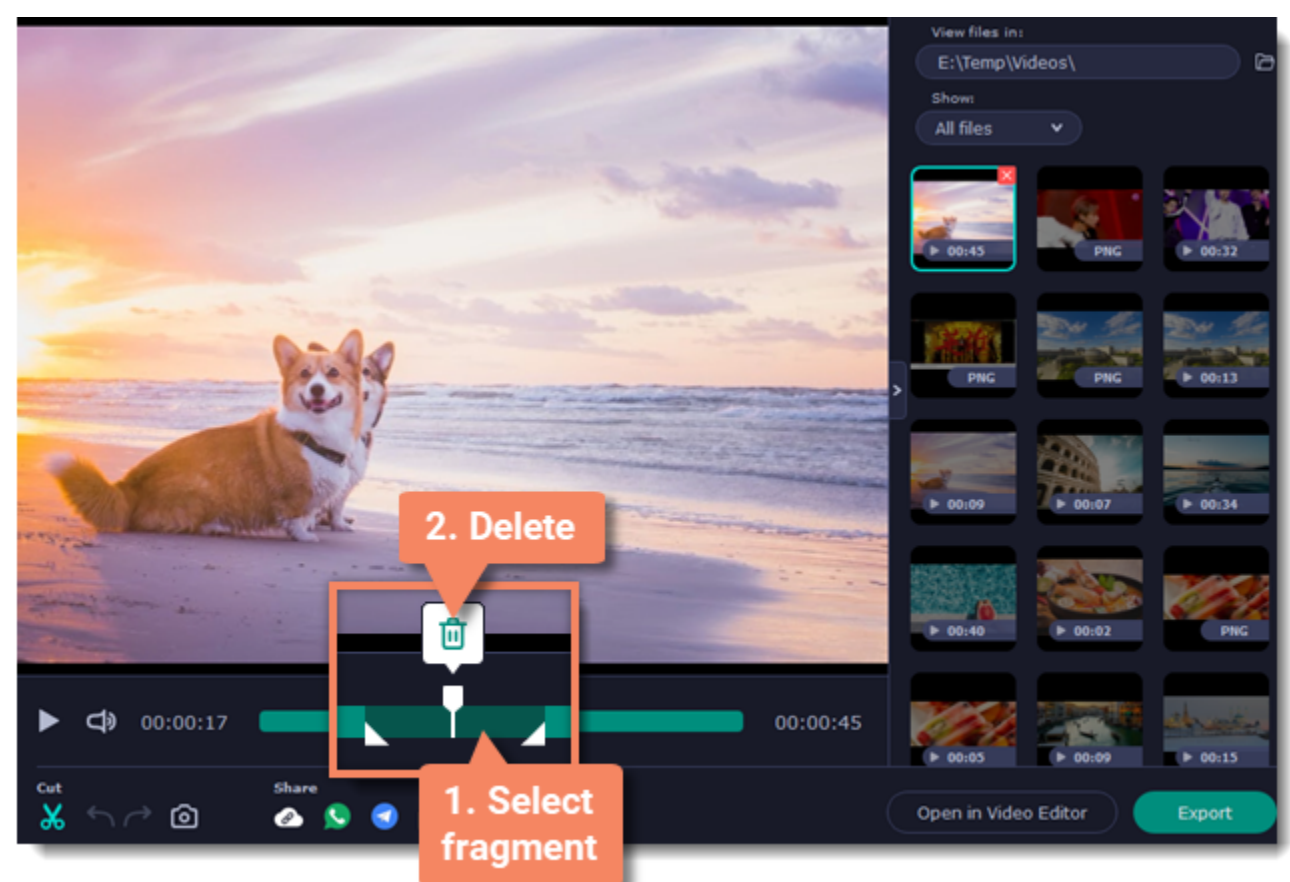 View files in:
E:\Temp\Videos\
Show:
All files
00:45
PNG
00:32
PNG
PNG
00:13
00:09
00:07
00:34
00:40
00:02
PNG
00:05
00:09
00:15
2. Delete
00:00:17
00:00:45
1. Select
fragment
Cut
Share
Open in Video Editor
Export